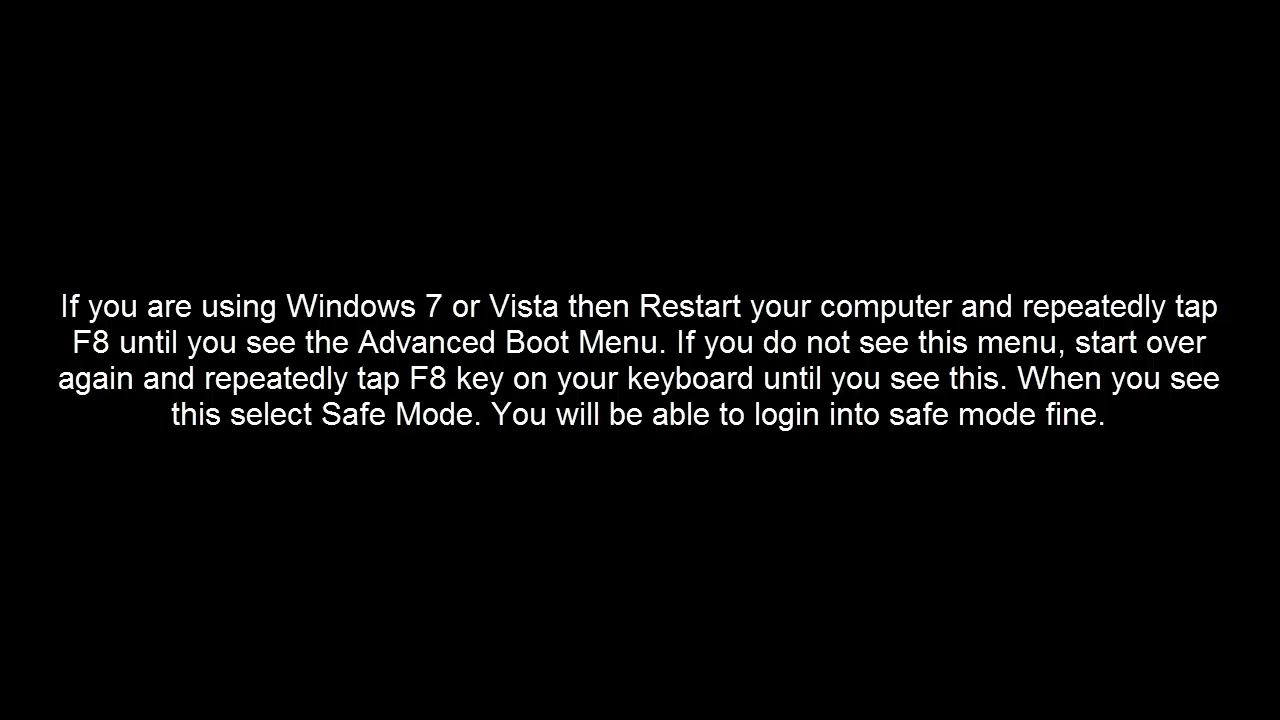 If you are using Windows 7 or Vista then Restart your computer and repeatedly tap
F8 until you see the Advanced Boot Menu. If you do not see this menu, start over
again and repeatedly tap F8 key on your keyboard until you see this. When you see
this select Safe Mode. You will be able to login into safe mode fine.